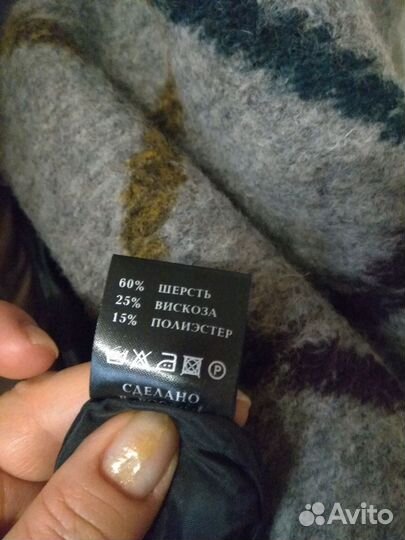 60% ШЕРСТЬ
25% ВИСКОЗА
15% ПОЛИЭСТЕР
P
СДЕЛАНО
Avito